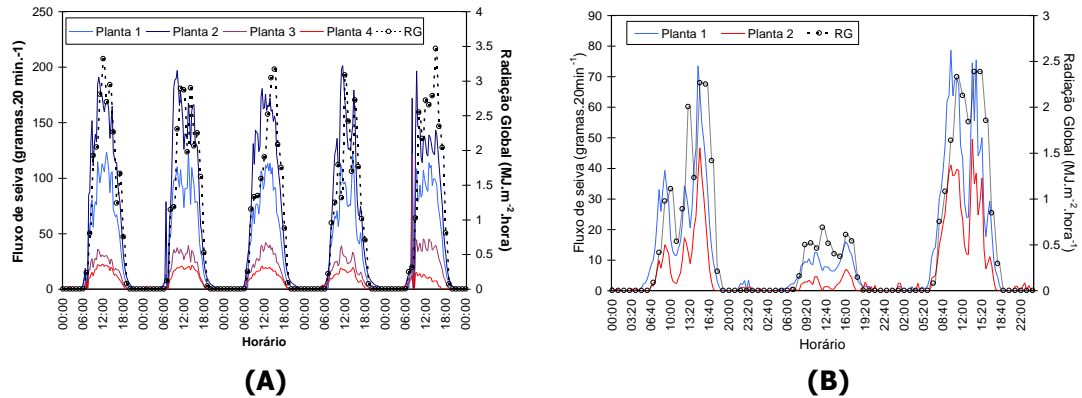 Planta 1 Planta 2 Planta 3 Planta 4 RG
250
200
150
100
50
0
Fluxo de seiva (gramas.20 min.-1)
4
3,5
3
2,5
2
1,5
1
0,5
0
Radiação Global (MJ.m-2.hora)
00:00 06:00 12:00 18:00 00:00 06:00 12:00 18:00 00:00 06:00 12:00 18:00 00:00 06:00 12:00 18:00 00:00 06:00 12:00 18:00 00:00
Horário
(A)
Planta 1 Planta 2 RG
90
80
70
60
50
40
30
20
10
0
Fluxo de seiva (gramas.20min-1)
3
2,5
2
1,5
1
0,5
0
Radiação Global (MJ.m-2.hora-1)
00:00 03:20 06:40 10:00 13:20 16:40 20:00 23:20 02:40 06:00 09:20 12:40 16:00 19:20 22:40 02:00 05:20 08:40 12:00 15:20 18:40 22:00
Horário
(B)